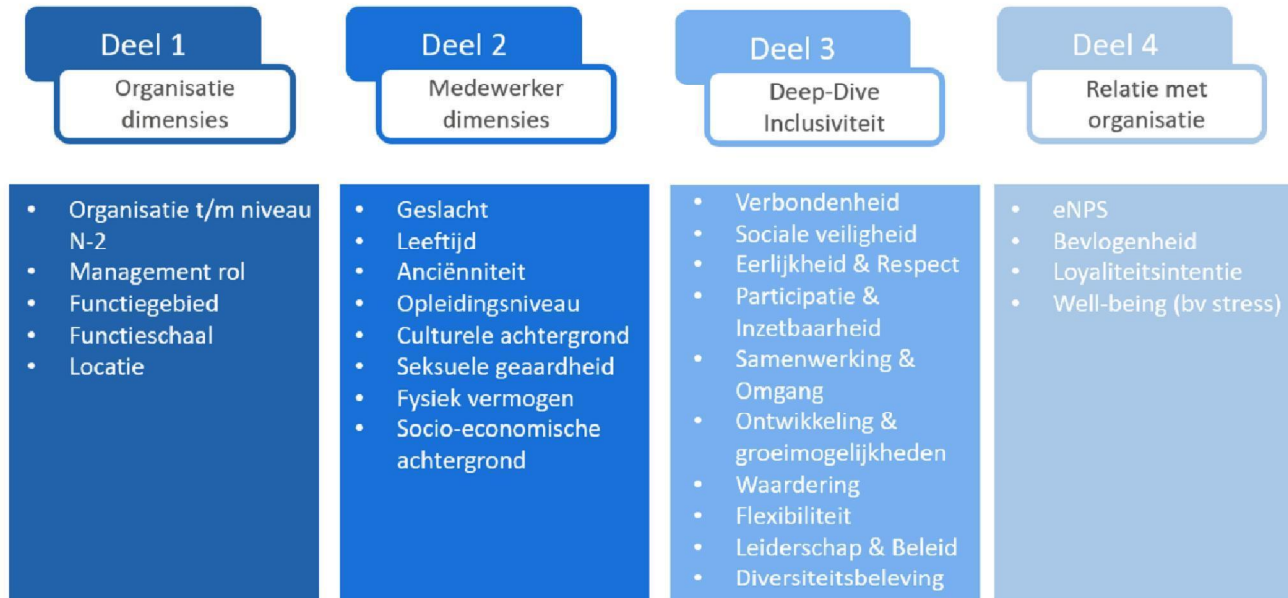 Deel 1
Organisatie
dimensies
• Organisatie t/m niveau
N-2
• Management rol
• Functiegebied
• Functieschaal
• Locatie
Deel 2
Medewerker
dimensies
• Geslacht
• Leeftijd
• Anciënniteit
• Opleidingsniveau
• Culturele achtergrond
• Seksuele geaardheid
• Fysiek vermogen
• Socio-economische
achtergrond
Deel 3
Deep-Dive
Inclusiviteit
• Verbondenheid
• Sociale veiligheid
• Eerlijkheid & Respect
• Participatie &
Inzetbaarheid
• Samenwerking &
Omgang
• Ontwikkeling &
groeimogelijkheden
• Waardering
• Flexibiliteit
• Leiderschap & Beleid
• Diversiteitsbeleving
Deel 4
Relatie met
organisatie
• eNPS
• Bevlogenheid
• Loyaliteitsintentie
• Well-being (bv stress)